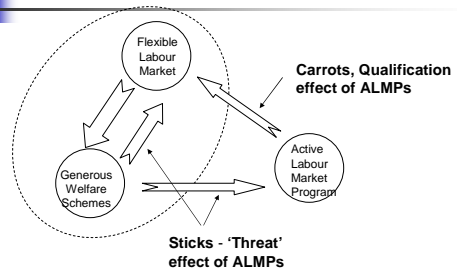 Flexible
Labour
Market
Carrots, Qualification
effect of ALMPs
Active
Labour
Market
Program
Generous
Welfare
Schemes
Sticks - ‘Threat’
effect of ALMPs